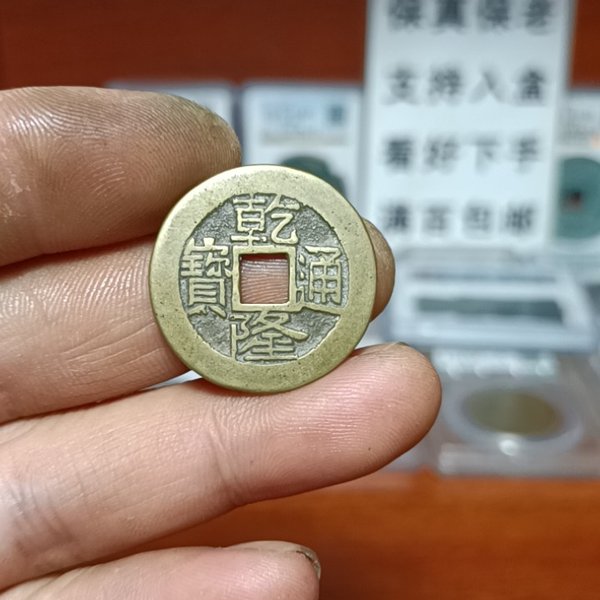 乾隆通寶
保真保老
支持入盒
看好下手
满百包邮